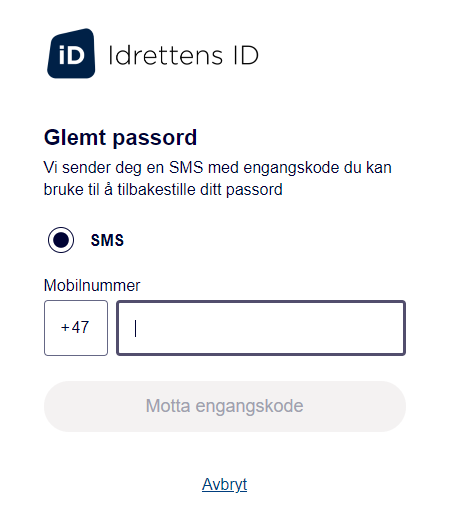 iD Idrettens ID
Glemt passord
Vi sender deg en SMS med engangskode du kan
bruke til å tilbakestille ditt passord
SMS
Mobilnummer
+47
Motta engangskode
Avbryt